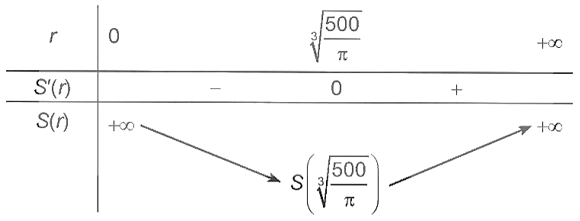 r 0 ∛(500/π) +∞
S′(r) − 0 +
S(r) +∞ +∞
S(∛(500/π))